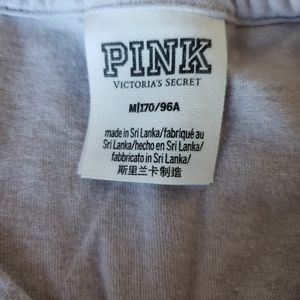 PINK
VICTORIA'S SECRET
M|170/96A
made in Sri Lanka/fabriqué au
Sri Lanka/hecho en Sri Lanka/
fabbricato in Sri Lanka/
斯里兰卡制造